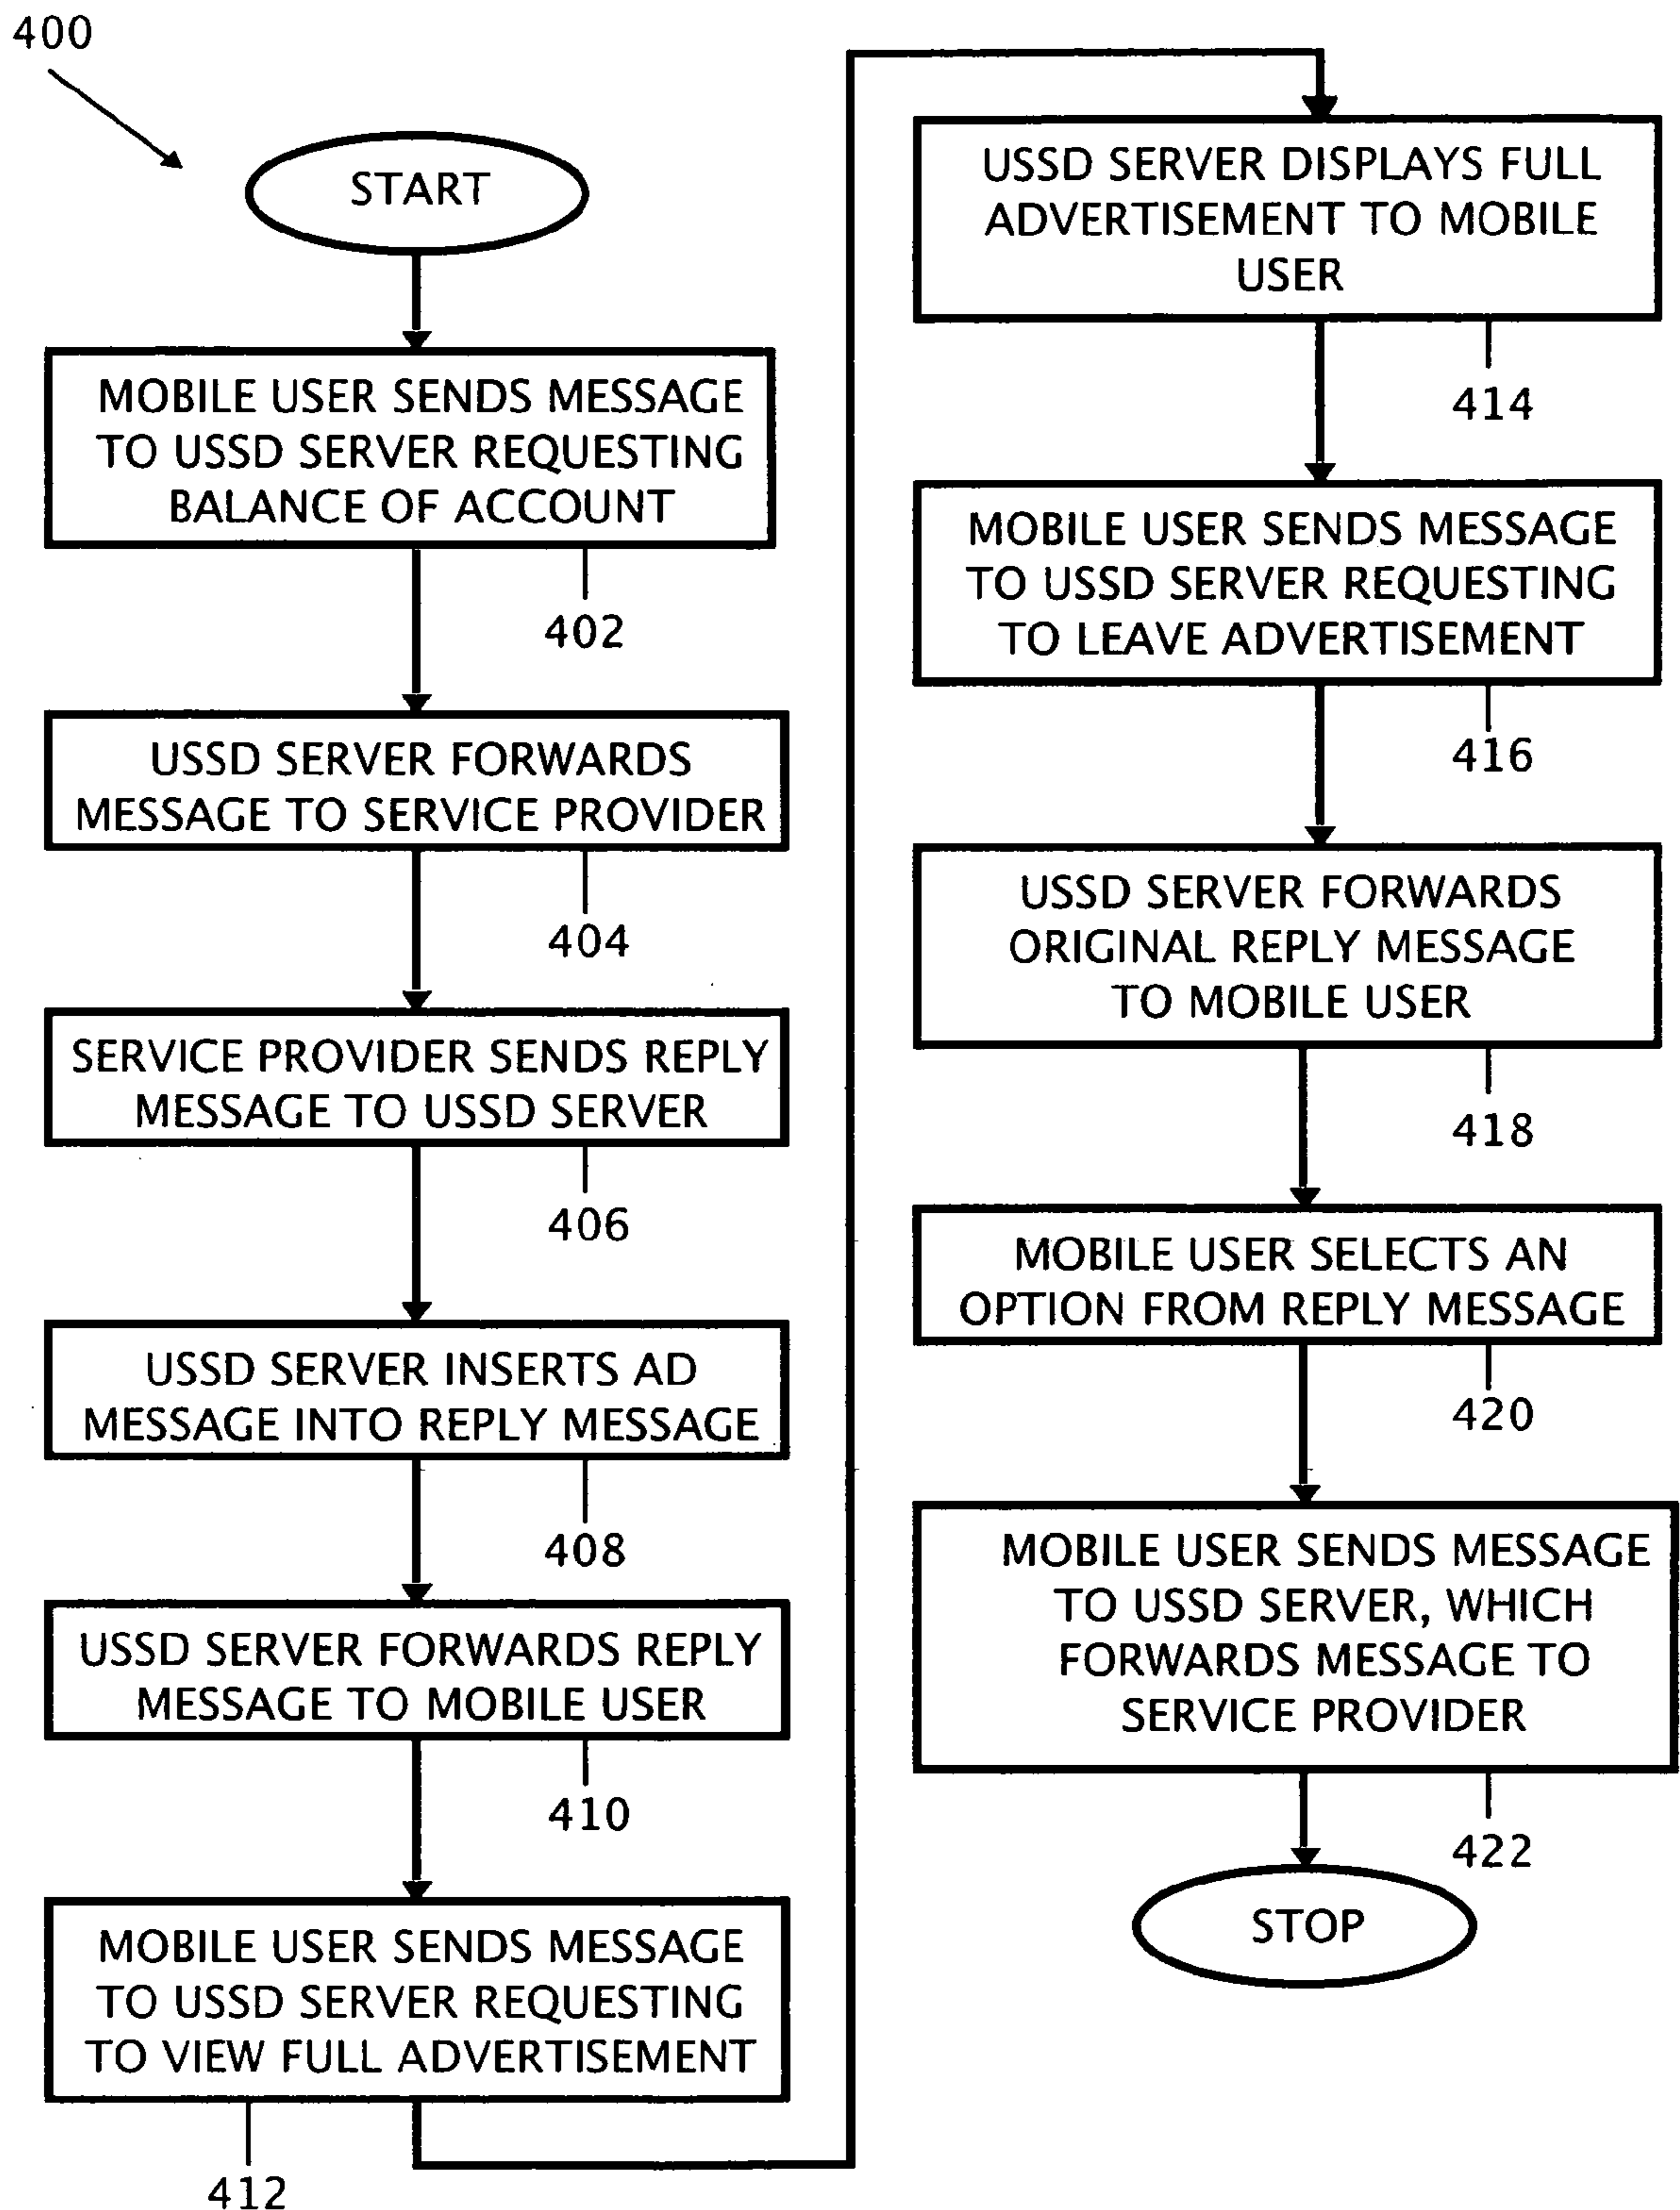 400
START
MOBILE USER SENDS MESSAGE
TO USSD SERVER REQUESTING
BALANCE OF ACCOUNT
402
USSD SERVER FORWARDS
MESSAGE TO SERVICE PROVIDER
404
SERVICE PROVIDER SENDS REPLY
MESSAGE TO USSD SERVER
406
USSD SERVER INSERTS AD
MESSAGE INTO REPLY MESSAGE
408
USSD SERVER FORWARDS REPLY
MESSAGE TO MOBILE USER
410
MOBILE USER SENDS MESSAGE
TO USSD SERVER REQUESTING
TO VIEW FULL ADVERTISEMENT
412
USSD SERVER DISPLAYS FULL
ADVERTISEMENT TO MOBILE
USER
414
MOBILE USER SENDS MESSAGE
TO USSD SERVER REQUESTING
TO LEAVE ADVERTISEMENT
416
USSD SERVER FORWARDS
ORIGINAL REPLY MESSAGE
TO MOBILE USER
418
MOBILE USER SELECTS AN
OPTION FROM REPLY MESSAGE
420
MOBILE USER SENDS MESSAGE
TO USSD SERVER, WHICH
FORWARDS MESSAGE TO
SERVICE PROVIDER
422
STOP